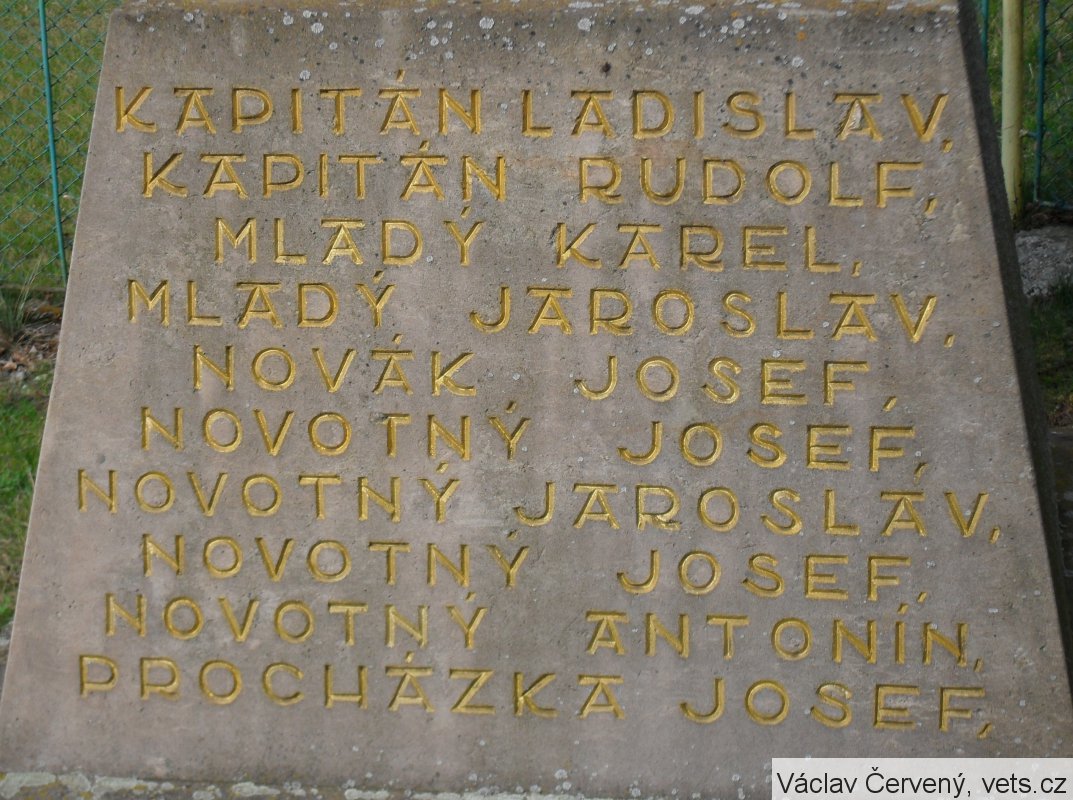 KAPITÁN LADISLAV,
KAPITÁN RUDOLF,
MLADÝ KAREL,
MLADÝ JAROSLAV,
NOVÁK JOSEF,
NOVOTNÝ JOSEF,
NOVOTNÝ JAROSLAV,
NOVOTNÝ JOSEF,
NOVOTNÝ ANTONÍN,
PROCHÁZKA JOSEF,
Václav Červený, vets.cz